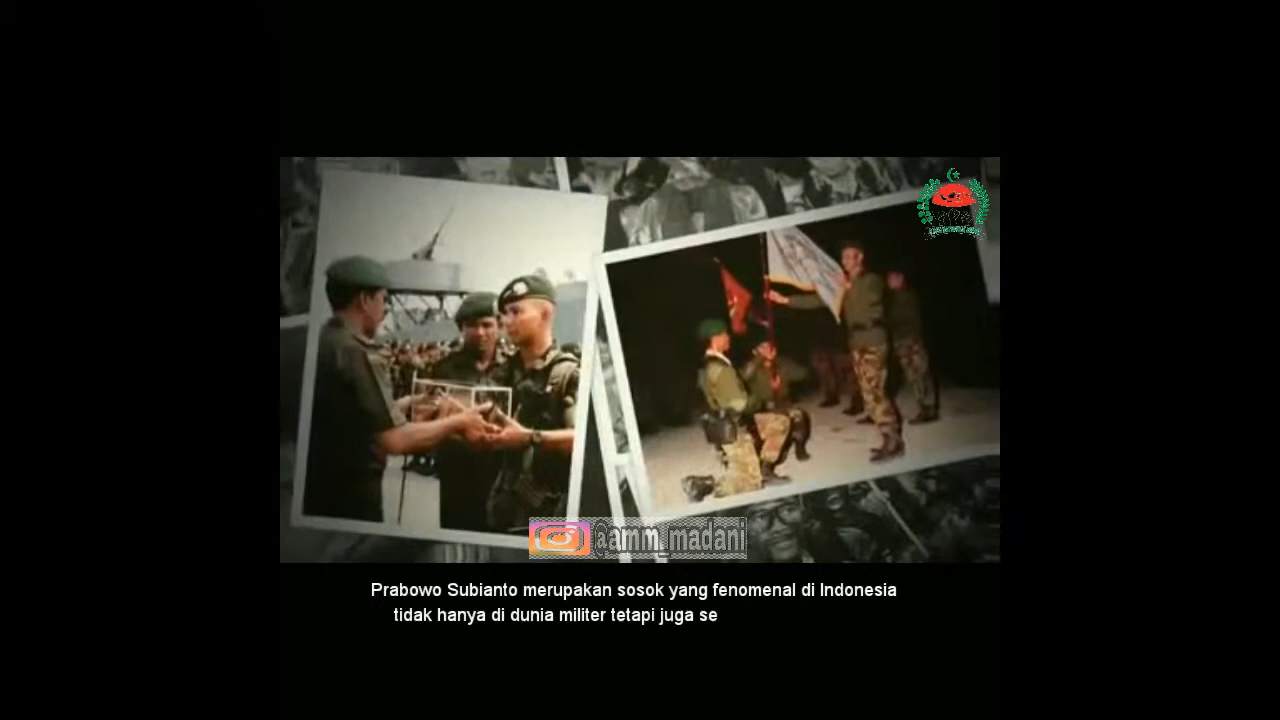 @amm_madani
Prabowo Subianto merupakan sosok yang fenomenal di Indonesia
tidak hanya di dunia militer tetapi juga se